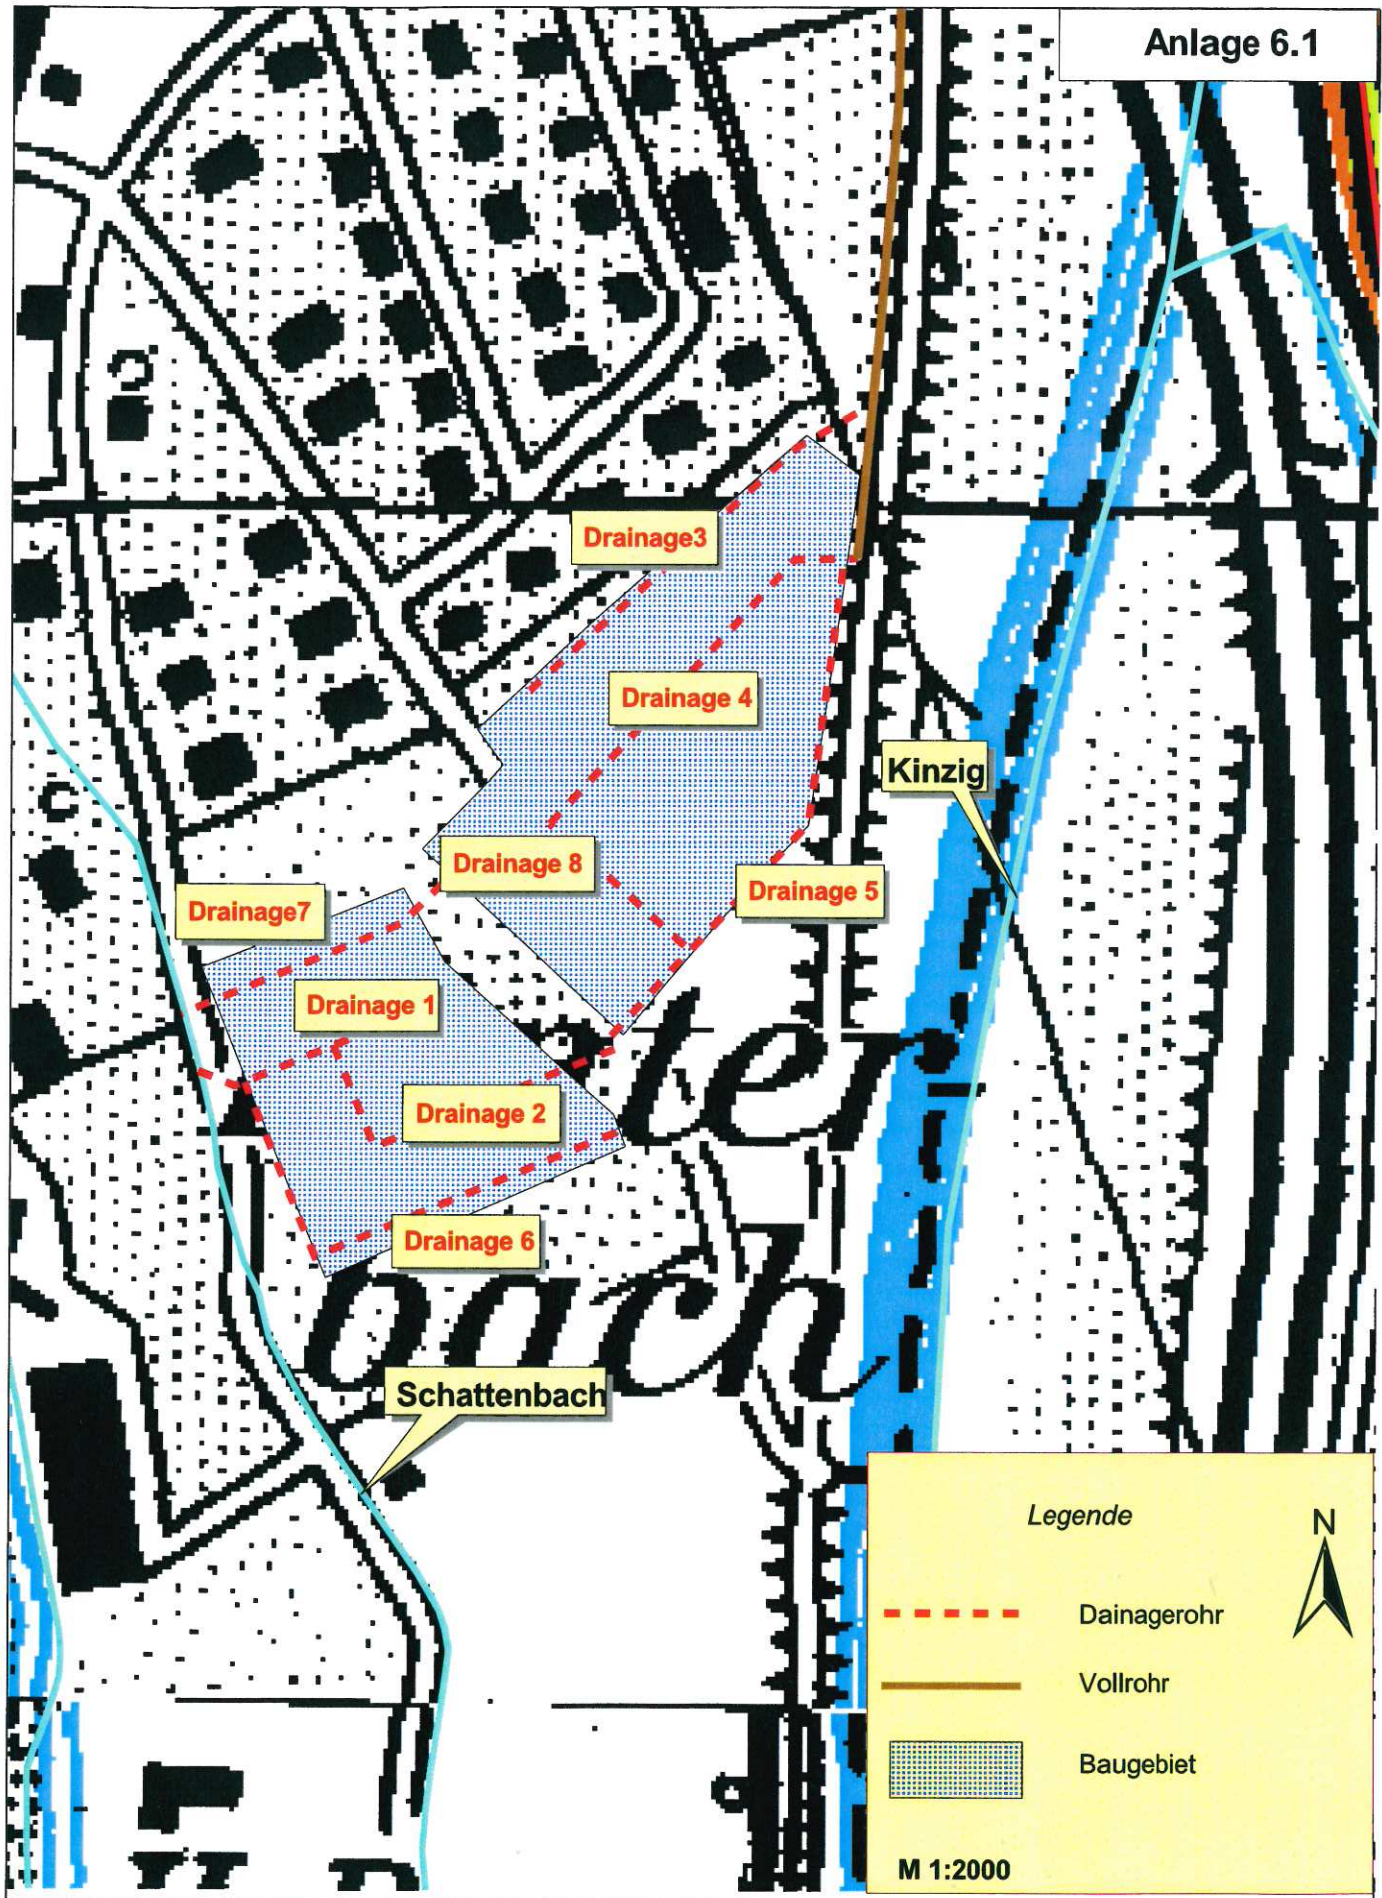 Anlage 6.1
Drainage3
Drainage 4
Kinzig
Drainage 8
Drainage 5
Drainage7
Drainage 1
Drainage 2
Drainage 6
Schattenbach
Legende
N
Dainagerohr
Vollrohr
Baugebiet
M 1:2000